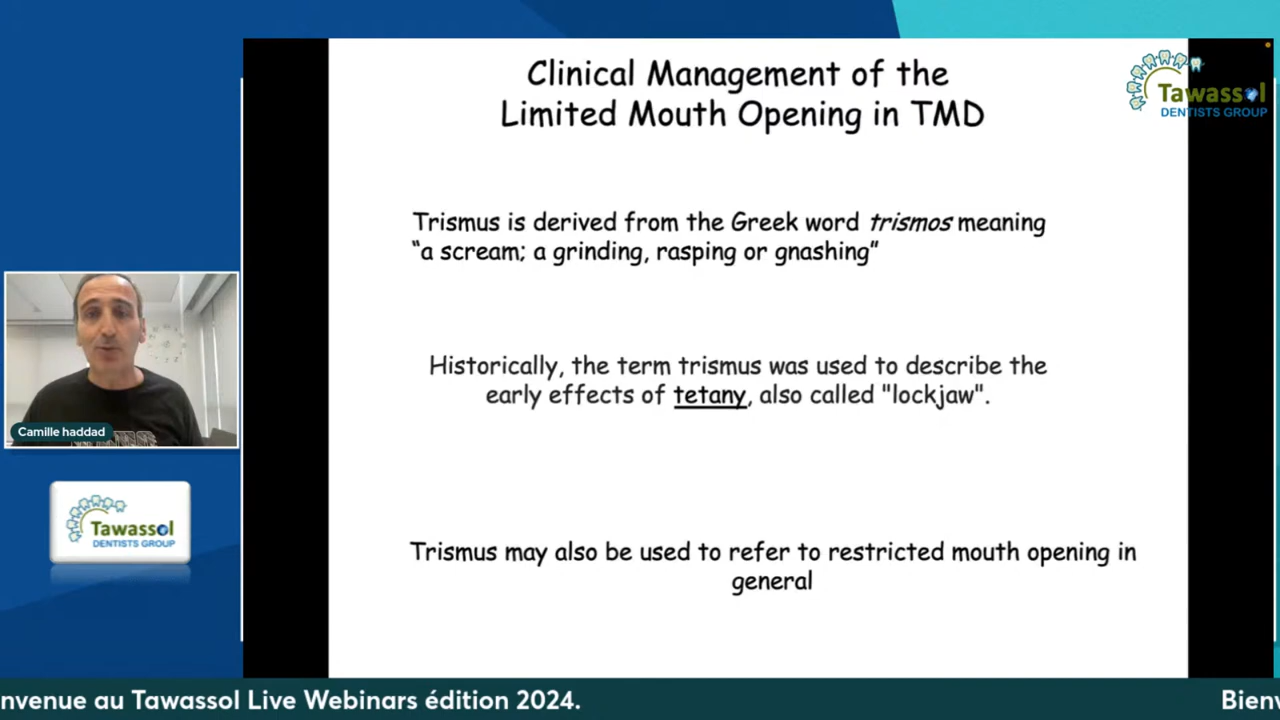 Clinical Management of the
Limited Mouth Opening in TMD
Tawassol
DENTISTS GROUP
Trismus is derived from the Greek word trismos meaning
“a scream; a grinding, rasping or gnashing”
Historically, the term trismus was used to describe the
early effects of tetany, also called "lockjaw".
Camille haddad
Tawassol
DENTISTS GROUP
Trismus may also be used to refer to restricted mouth opening in
general
nvenue au Tawassol Live Webinars édition 2024.
Bienv